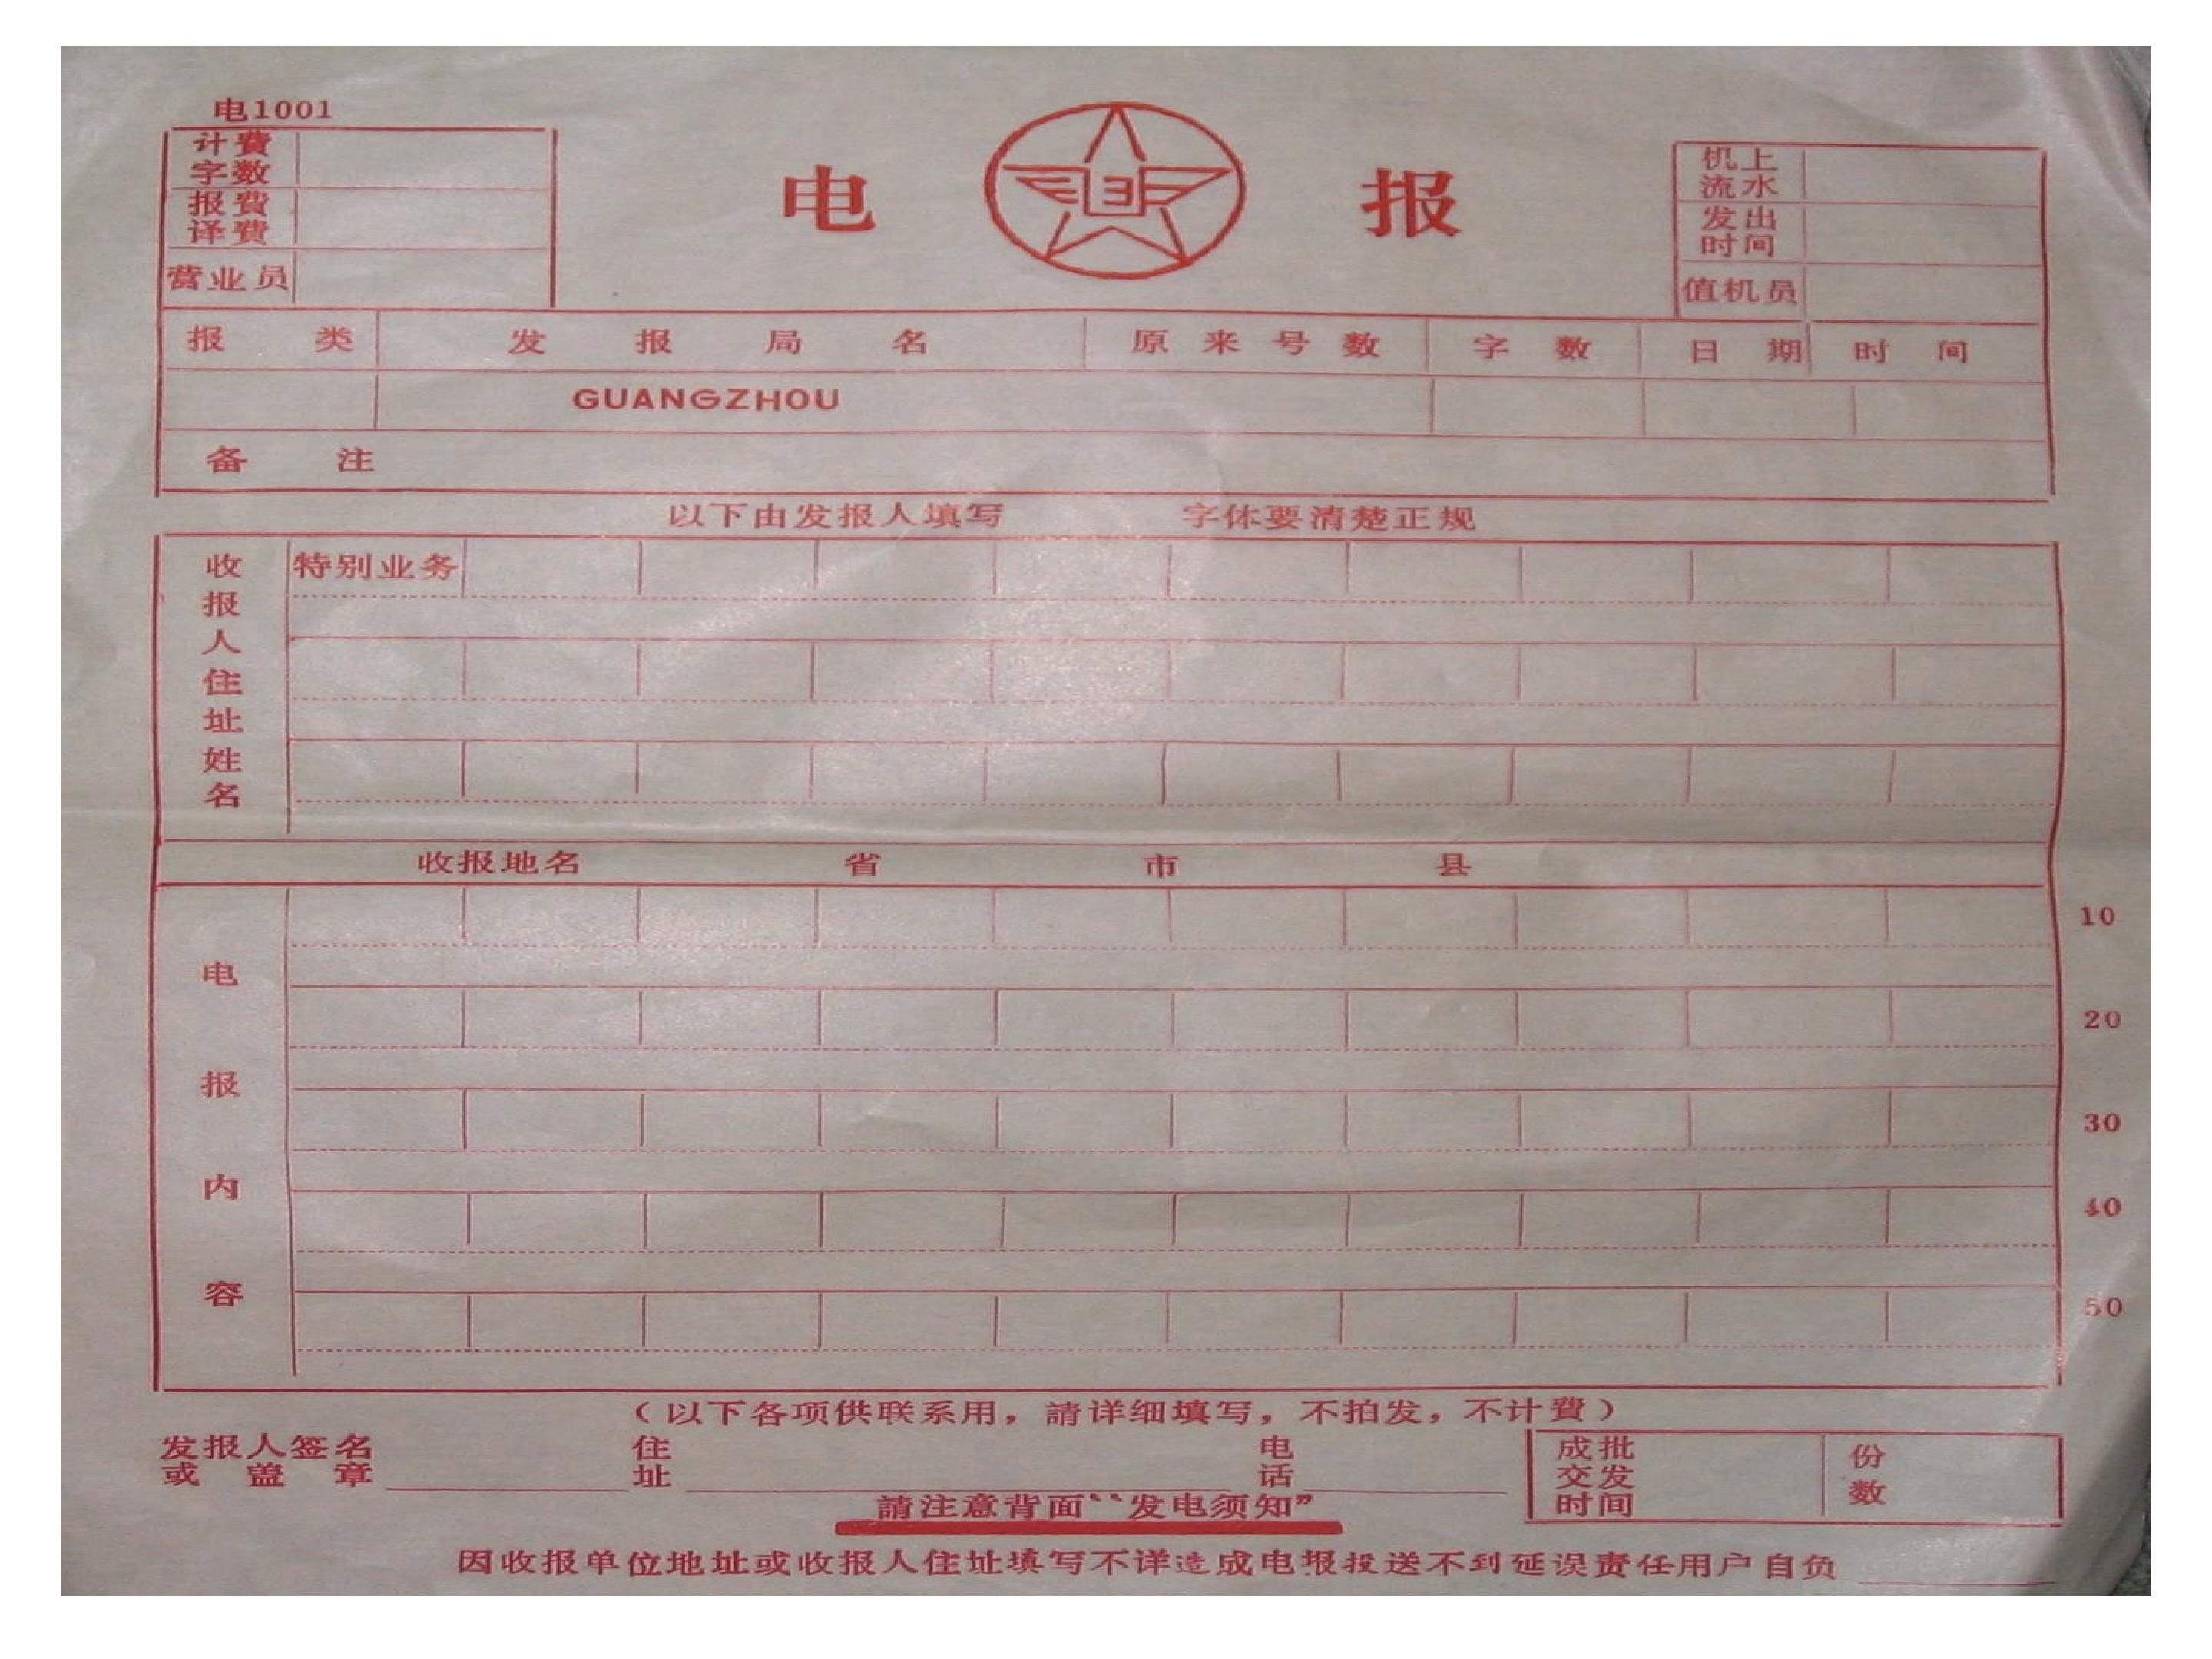 电1001
计費
字数
报費
译費
营业员
电 报
机上
流水
发出
时间
值机员
报 类 发 报 局 名 原 来 号 数 字 数 日 期 时 间
GUANGZHOU
备 注
以下由发报人填写 字体要清楚正规
收报人住址姓名
特别业务
收报地名 省 市 县
电报内容
10
20
30
40
50
（以下各项供联系用，請详细填写，不拍发，不计費）
发报人签名
或盖章
住址
电话
成批
交发
时间
份数
請注意背面“发电须知”
因收报单位地址或收报人住址填写不详造成电报投送不到延误责任用户自负